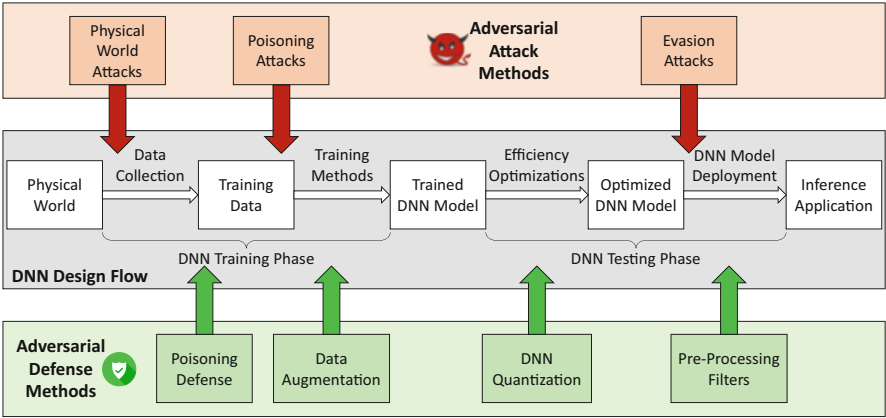 Physical
World
Attacks
Poisoning
Attacks
Adversarial
Attack
Methods
Evasion
Attacks
Data
Collection
Training
Methods
Efficiency
Optimizations
DNN Model
Deployment
Physical
World
Training
Data
Trained
DNN Model
Optimized
DNN Model
Inference
Application
DNN Training Phase
DNN Testing Phase
DNN Design Flow
Adversarial
Defense
Methods
Poisoning
Defense
Data
Augmentation
DNN
Quantization
Pre-Processing
Filters